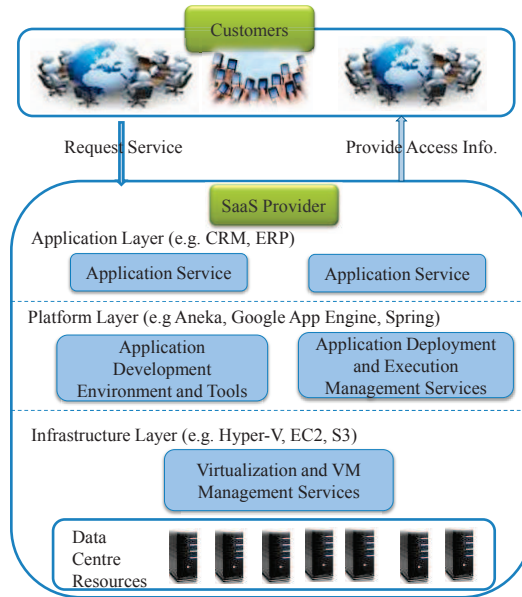 Customers
Request Service
Provide Access Info.
SaaS Provider
Application Layer (e.g. CRM, ERP)
Application Service
Application Service
Platform Layer (e.g Aneka, Google App Engine, Spring)
Application
Development
Environment and Tools
Application Deployment
and Execution
Management Services
Infrastructure Layer (e.g. Hyper-V, EC2, S3)
Virtualization and VM
Management Services
Data
Centre
Resources